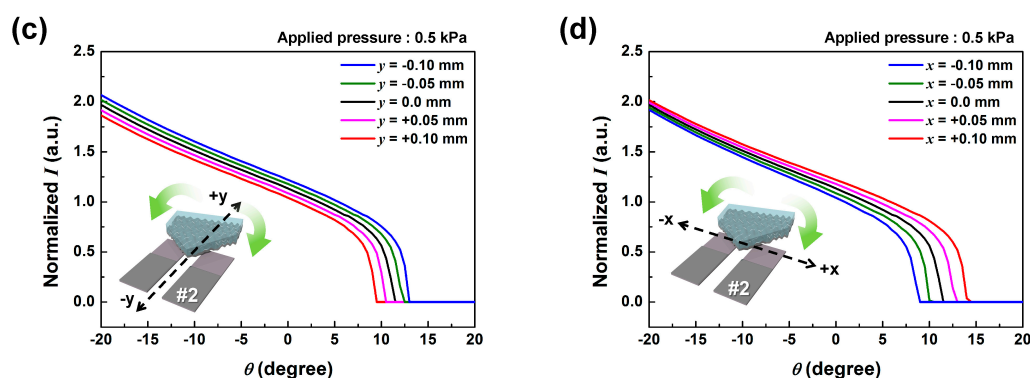 (c)
Applied pressure : 0.5 kPa
Normalized I (a.u.)
2.5
2.0
1.5
1.0
0.5
0.0
y = -0.10 mm
y = -0.05 mm
y = 0.0 mm
y = +0.05 mm
y = +0.10 mm
+y
-y
#2
-20 -15 -10 -5 0 5 10 15 20
θ (degree)
(d)
Applied pressure : 0.5 kPa
Normalized I (a.u.)
2.5
2.0
1.5
1.0
0.5
0.0
x = -0.10 mm
x = -0.05 mm
x = 0.0 mm
x = +0.05 mm
x = +0.10 mm
-x
+x
#2
-20 -15 -10 -5 0 5 10 15 20
θ (degree)